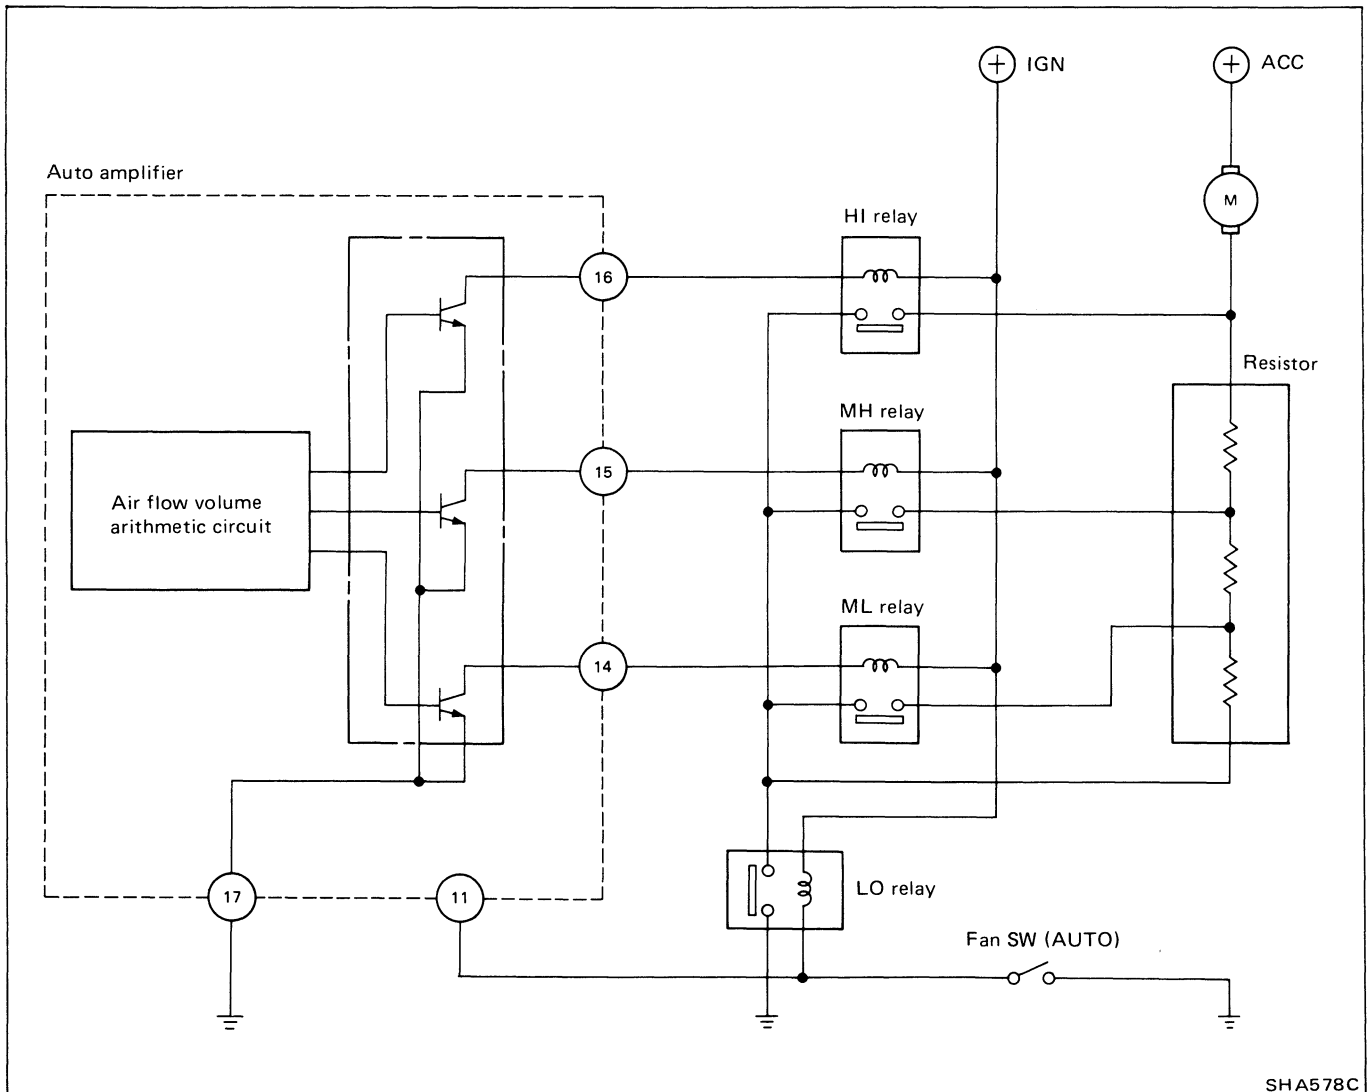 IGN
ACC
Auto amplifier
M
HI relay
16
Resistor
MH relay
15
Air flow volume
arithmetic circuit
ML relay
14
17
11
LO relay
Fan SW (AUTO)
SHA578C